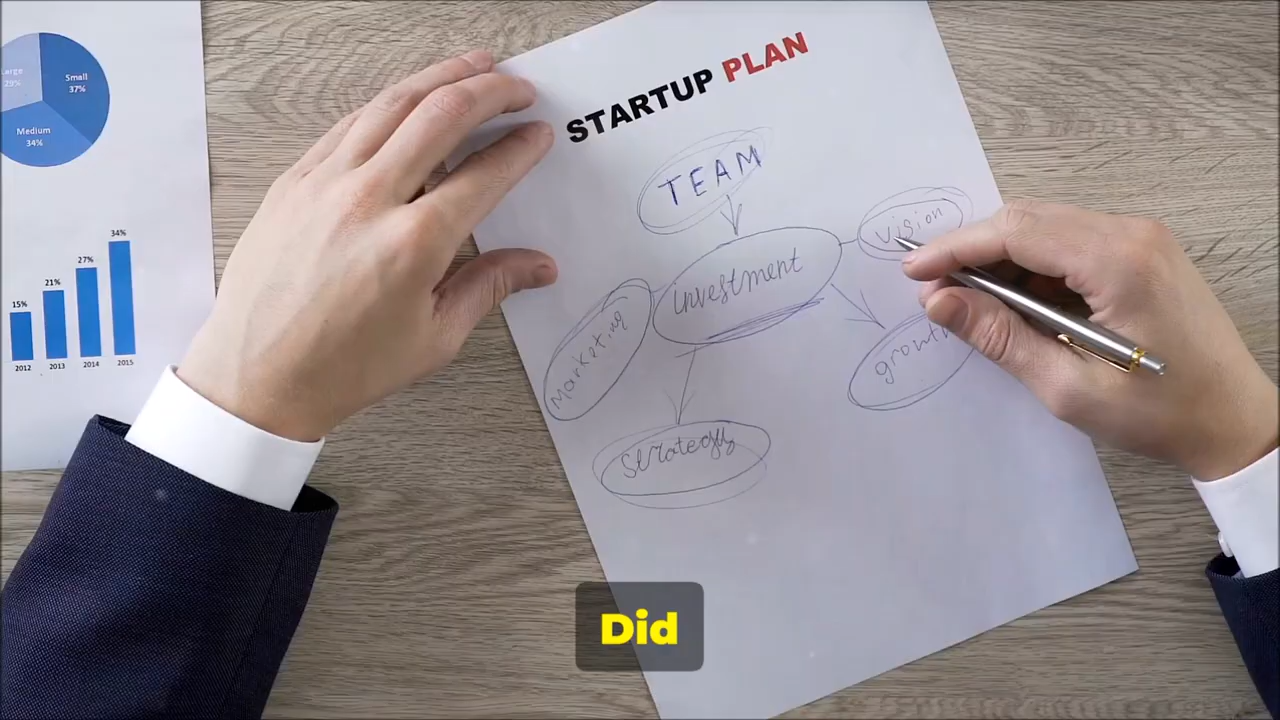 Large
29%
Small
37%
Medium
34%
15%
21%
27%
34%
2012
2013
2014
2015
STARTUP PLAN
TEAM
investment
vision
Marketing
growth
strategy
Did